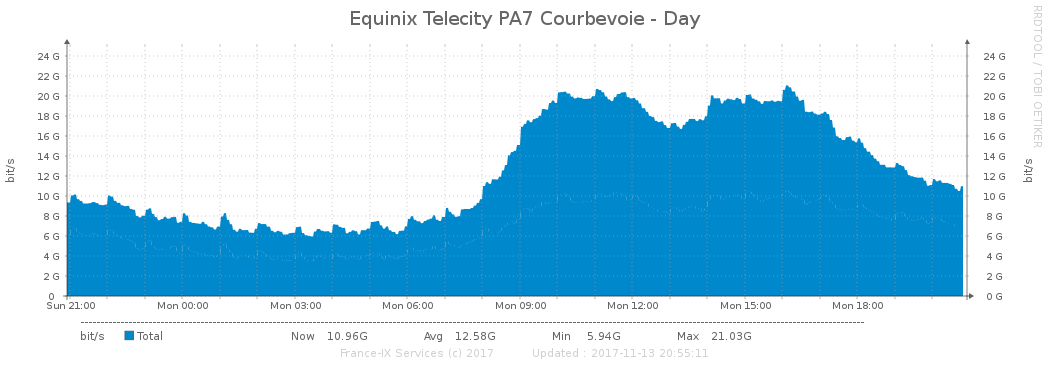 Equinix Telecity PA7 Courbevoie - Day
RRDTOOL / TOBI OETIKER
bit/s
24 G 24 G
22 G 22 G
20 G 20 G
18 G 18 G
16 G 16 G
14 G 14 G
12 G 12 G
10 G 10 G
8 G 8 G
6 G 6 G
4 G 4 G
2 G 2 G
0 0 G
bit/s
Sun 21:00 Mon 00:00 Mon 03:00 Mon 06:00 Mon 09:00 Mon 12:00 Mon 15:00 Mon 18:00
bit/s Total Now 10.96G Avg 12.58G Min 5.94G Max 21.03G
France-IX Services (c) 2017 Updated : 2017-11-13 20:55:11